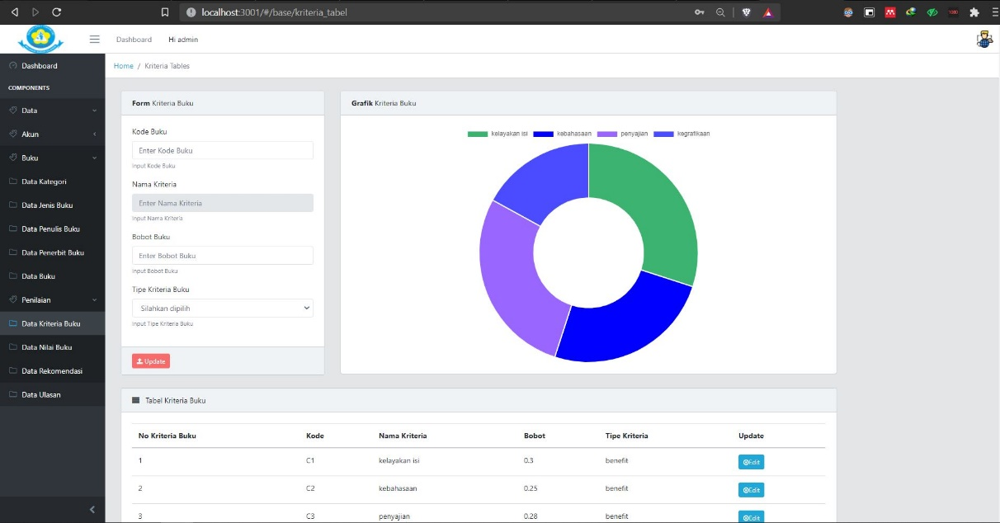 localhost:3001/#/base/kriteria_tabel
Dashboard Hi admin
Dashboard
Home / Kriteria Tables
COMPONENTS
Data
Akun
Buku
Data Kategori
Data Jenis Buku
Data Penulis Buku
Data Penerbit Buku
Data Buku
Penilaian
Data Kriteria Buku
Data Nilai Buku
Data Rekomendasi
Data Ulasan
Form Kriteria Buku
Kode Buku
Enter Kode Buku
Input Kode Buku
Nama Kriteria
Enter Nama Kriteria
Input Nama Kriteria
Bobot Buku
Enter Bobot Buku
Input Bobot Buku
Tipe Kriteria Buku
Silahkan dipilih
Input Tipe Kriteria Buku
Update
Grafik Kriteria Buku
kelayakan isi kebahasaan penyajian kegrafikaan
Tabel Kriteria Buku
No Kriteria Buku Kode Nama Kriteria Bobot Tipe Kriteria Update
1 C1 kelayakan isi 0.3 benefit Edit
2 C2 kebahasaan 0.25 benefit Edit
3 C3 penyajian 0.28 benefit Edit